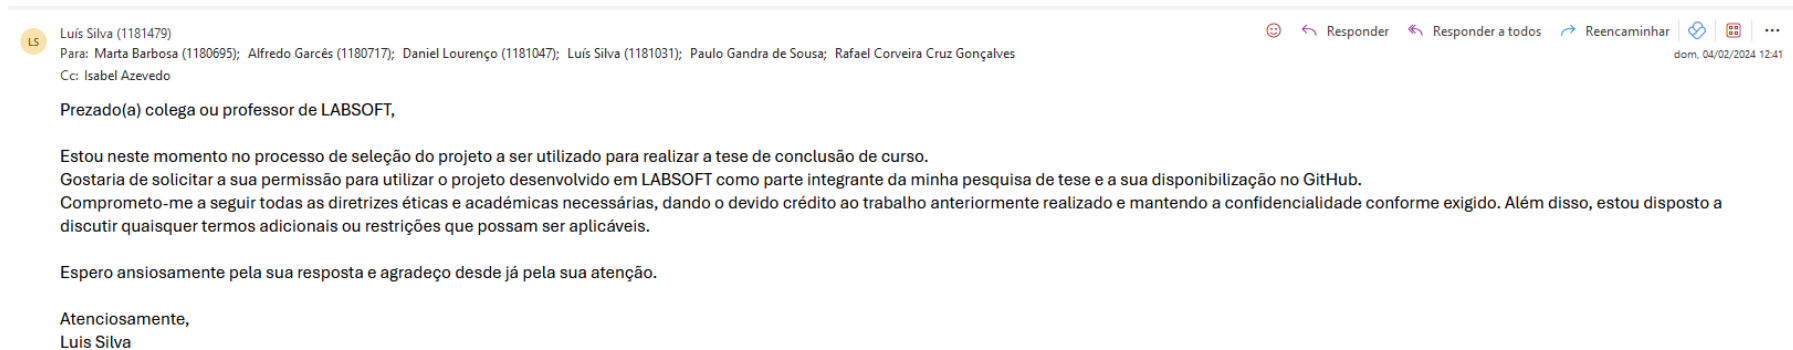 LS
Luís Silva (1181479)
Responder
Responder a todos
Reencaminhar
Para: Marta Barbosa (1180695); Alfredo Garcês (1180717); Daniel Lourenço (1181047); Luís Silva (1181031); Paulo Gandra de Sousa; Rafael Corveira Cruz Gonçalves
dom, 04/02/2024 12:41
Cc: Isabel Azevedo
Prezado(a) colega ou professor de LABSOFT,
Estou neste momento no processo de seleção do projeto a ser utilizado para realizar a tese de conclusão de curso.
Gostaria de solicitar a sua permissão para utilizar o projeto desenvolvido em LABSOFT como parte integrante da minha pesquisa de tese e a sua disponibilização no GitHub.
Comprometo-me a seguir todas as diretrizes éticas e académicas necessárias, dando o devido crédito ao trabalho anteriormente realizado e mantendo a confidencialidade conforme exigido. Além disso, estou disposto a
discutir quaisquer termos adicionais ou restrições que possam ser aplicáveis.
Espero ansiosamente pela sua resposta e agradeço desde já pela sua atenção.
Atenciosamente,
Luis Silva